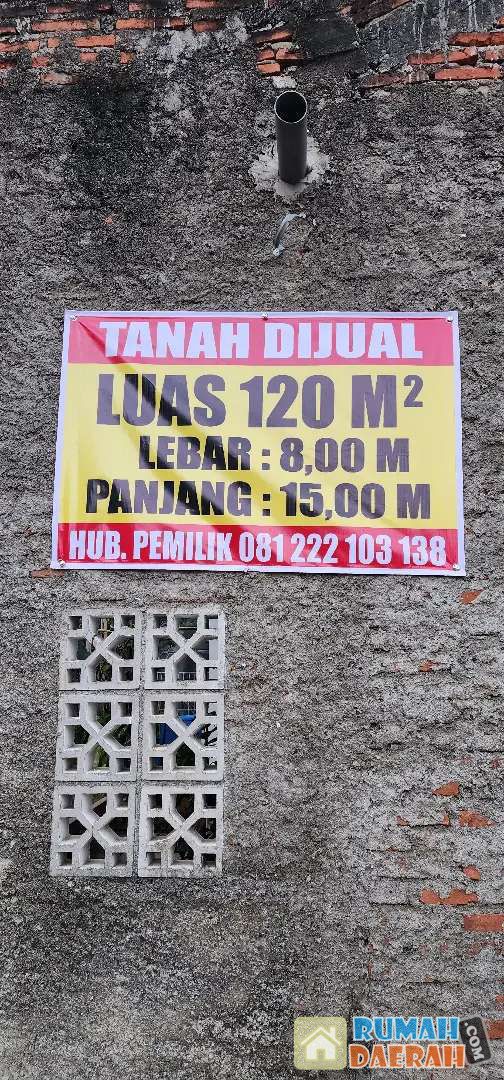 TANAH DIJUAL
LUAS 120 M²
LEBAR : 8,00 M
PANJANG : 15,00 M
HUB. PEMILIK 081 222 103 138
RUMAH
DAERAH
.COM